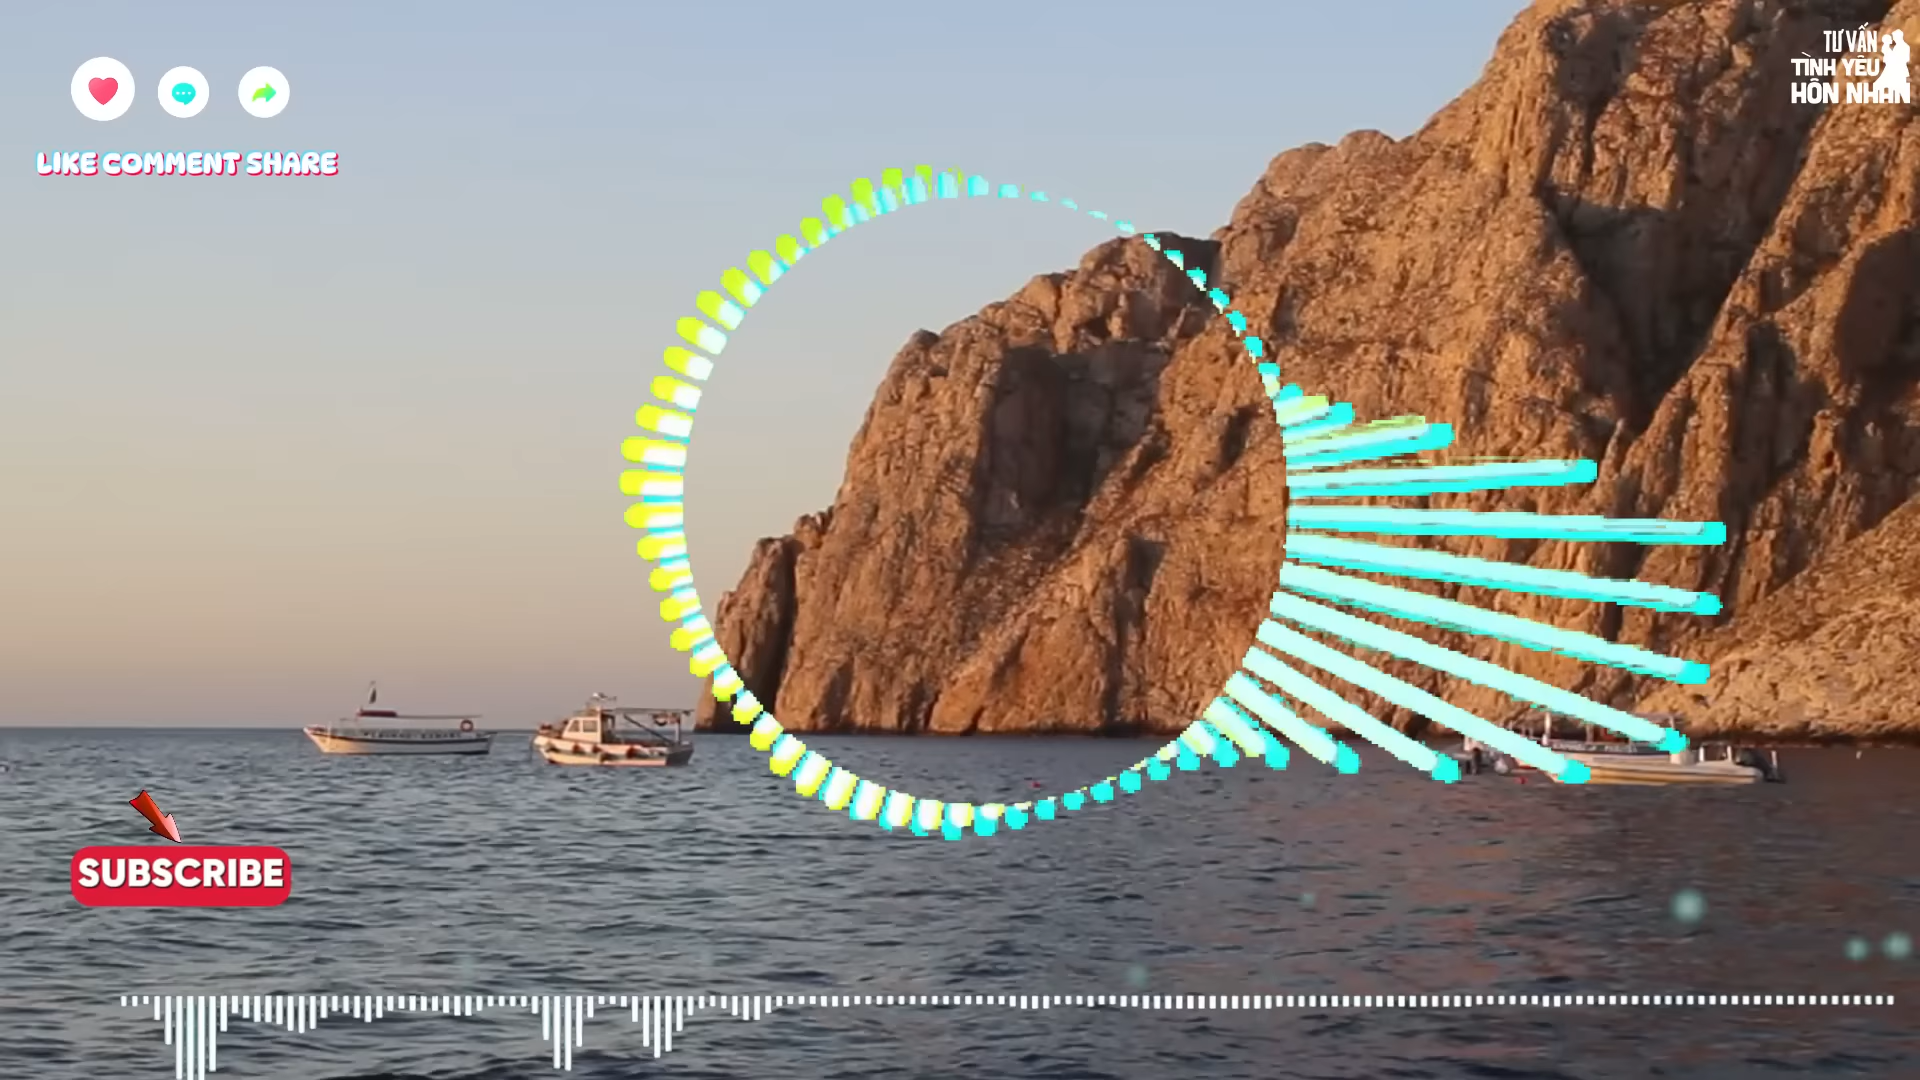 TƯ VẤN
TÌNH YÊU
HÔN NHÂN
LIKE COMMENT SHARE
SUBSCRIBE